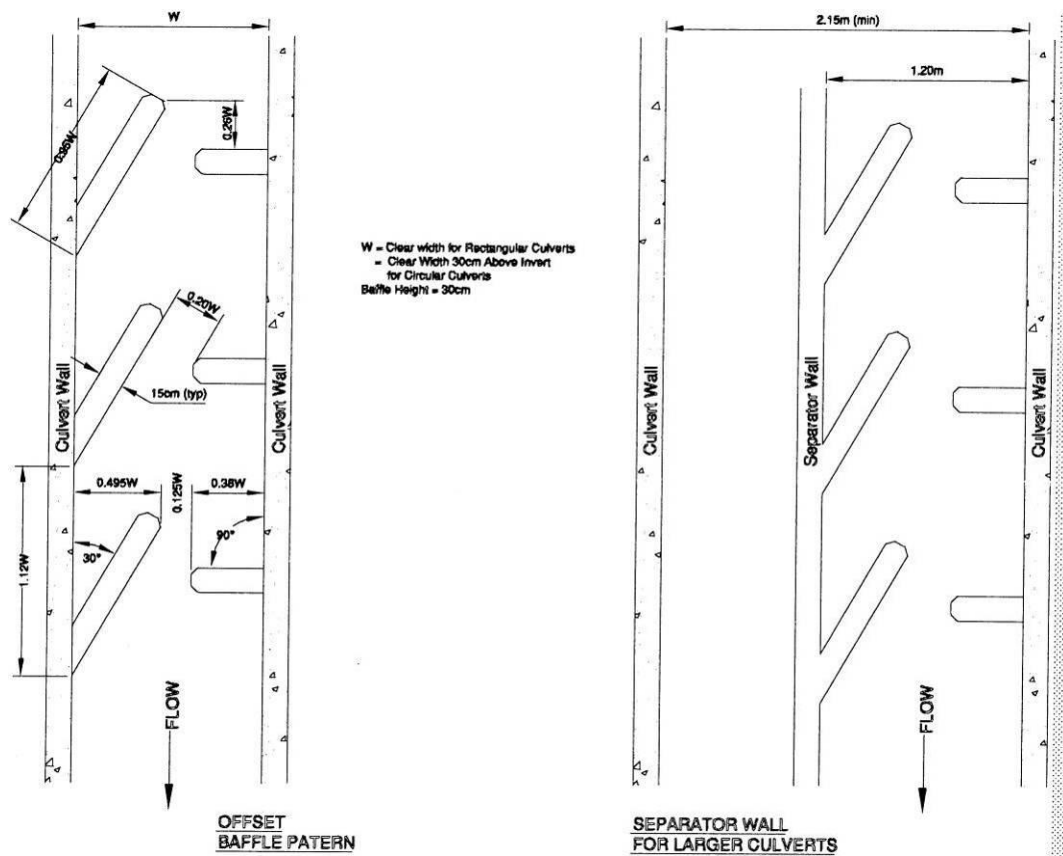 W
2.15m (min)
1.20m
0.95W
0.26W
W = Clear width for Rectangular Culverts
= Clear Width 30cm Above Invert
for Circular Culverts
Baffle Height = 30cm
0.20W
15cm (typ)
Culvert Wall
Culvert Wall
Culvert Wall
Separator Wall
Culvert Wall
0.495W
0.125W
0.38W
30°
90°
1.12W
FLOW
FLOW
OFFSET
BAFFLE PATERN
SEPARATOR WALL
FOR LARGER CULVERTS